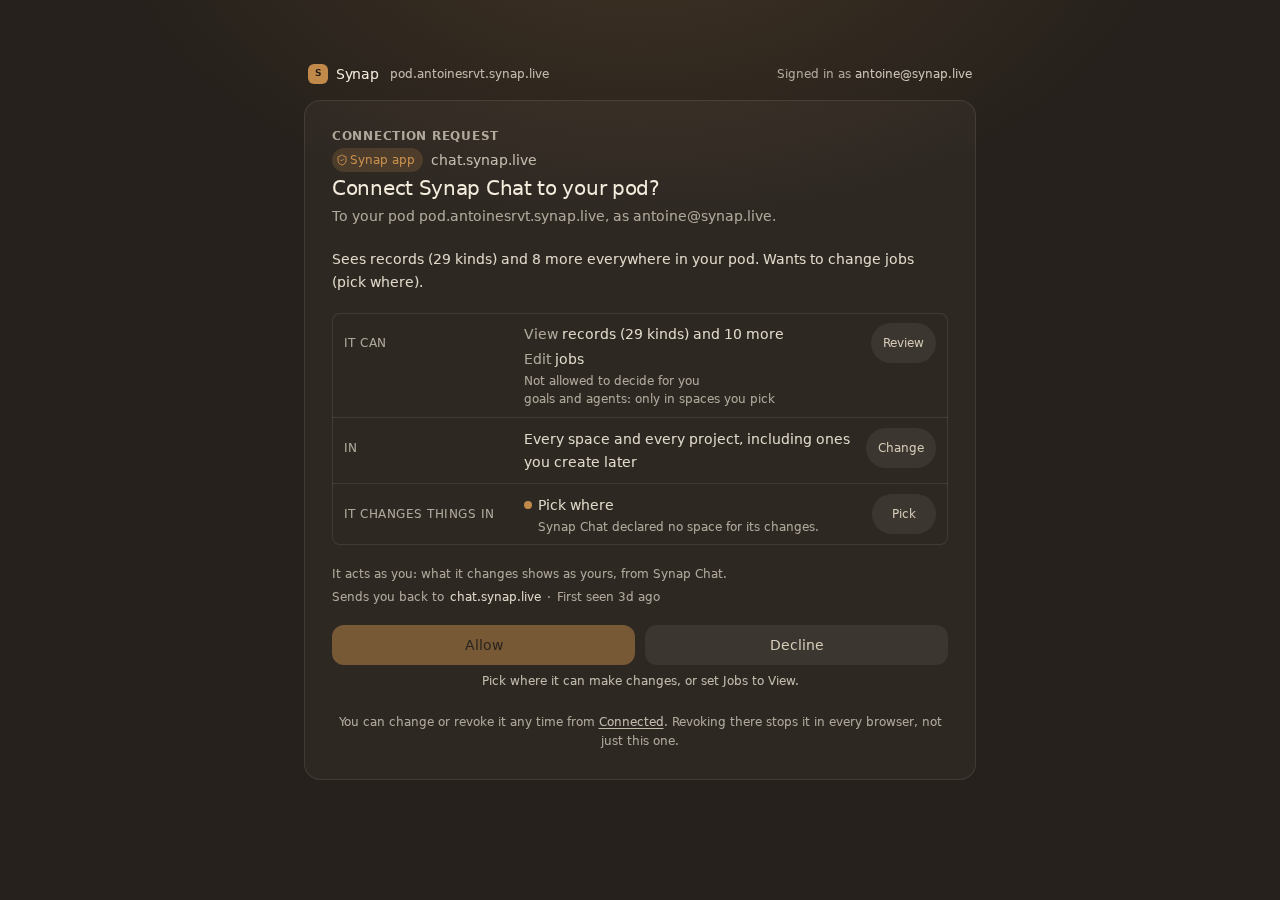 S Synap pod.antoinesrvt.synap.live Signed in as antoine@synap.live
CONNECTION REQUEST
Synap app chat.synap.live
Connect Synap Chat to your pod?
To your pod pod.antoinesrvt.synap.live, as antoine@synap.live.
Sees records (29 kinds) and 8 more everywhere in your pod. Wants to change jobs
(pick where).
IT CAN
View records (29 kinds) and 10 more
Edit jobs
Not allowed to decide for you
goals and agents: only in spaces you pick
Review
IN
Every space and every project, including ones
you create later
Change
IT CHANGES THINGS IN
Pick where
Synap Chat declared no space for its changes.
Pick
It acts as you: what it changes shows as yours, from Synap Chat.
Sends you back to chat.synap.live · First seen 3d ago
Allow Decline
Pick where it can make changes, or set Jobs to View.
You can change or revoke it any time from Connected. Revoking there stops it in every browser, not
just this one.